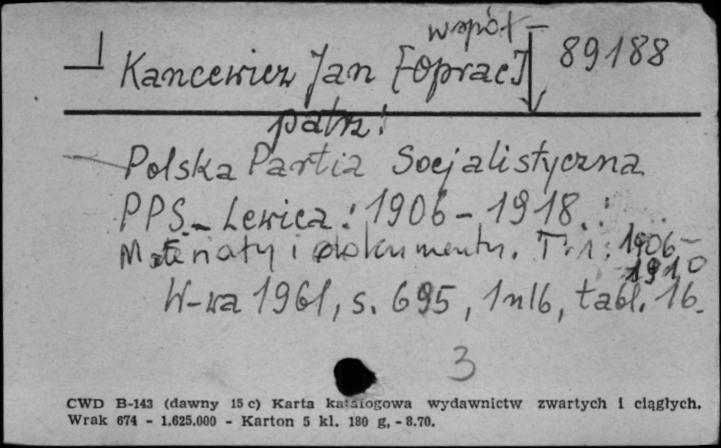 współ-
Kancewicz Jan [oprac] 89188
patrz:
Polska Partia Socjalistyczna
PPS - Lewica : 1906 - 1918. :
Materiały i dokumenty. T. 1 : 1906-
1910
W-wa 1961, s. 695, 1nlb, tabl. 16.
3
CWD B-143 (dawny 15 c) Karta katalogowa wydawnictw zwartych i ciągłych.
Wrak 674 - 1.625.000 - Karton 5 kl. 180 g, - 8.70.